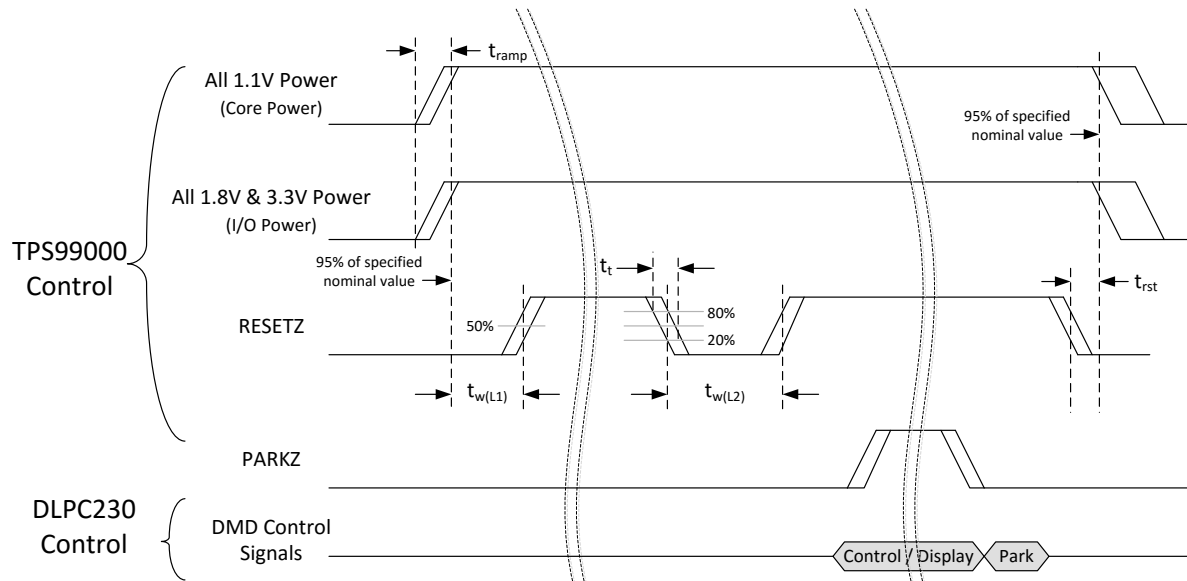 t_ramp
All 1.1V Power
(Core Power)
95% of specified
nominal value
All 1.8V & 3.3V Power
(I/O Power)
TPS99000
Control
95% of specified
nominal value
t_t
t_rst
RESETZ
50%
80%
20%
t_w(L1)
t_w(L2)
PARKZ
DLPC230
Control
DMD Control
Signals
Control / Display
Park